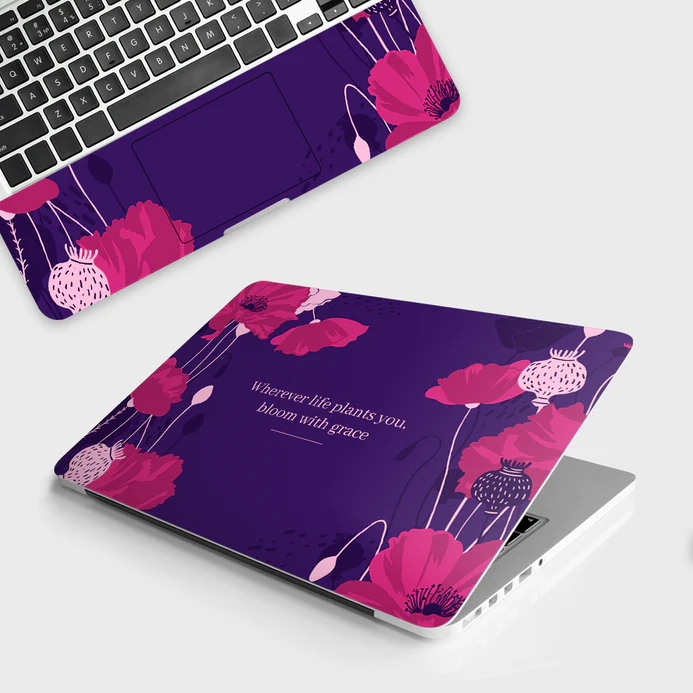 Q W E R T Y U I O P
A S D F G H J K L
Z X C V B N M
Wherever life plants you,
bloom with grace